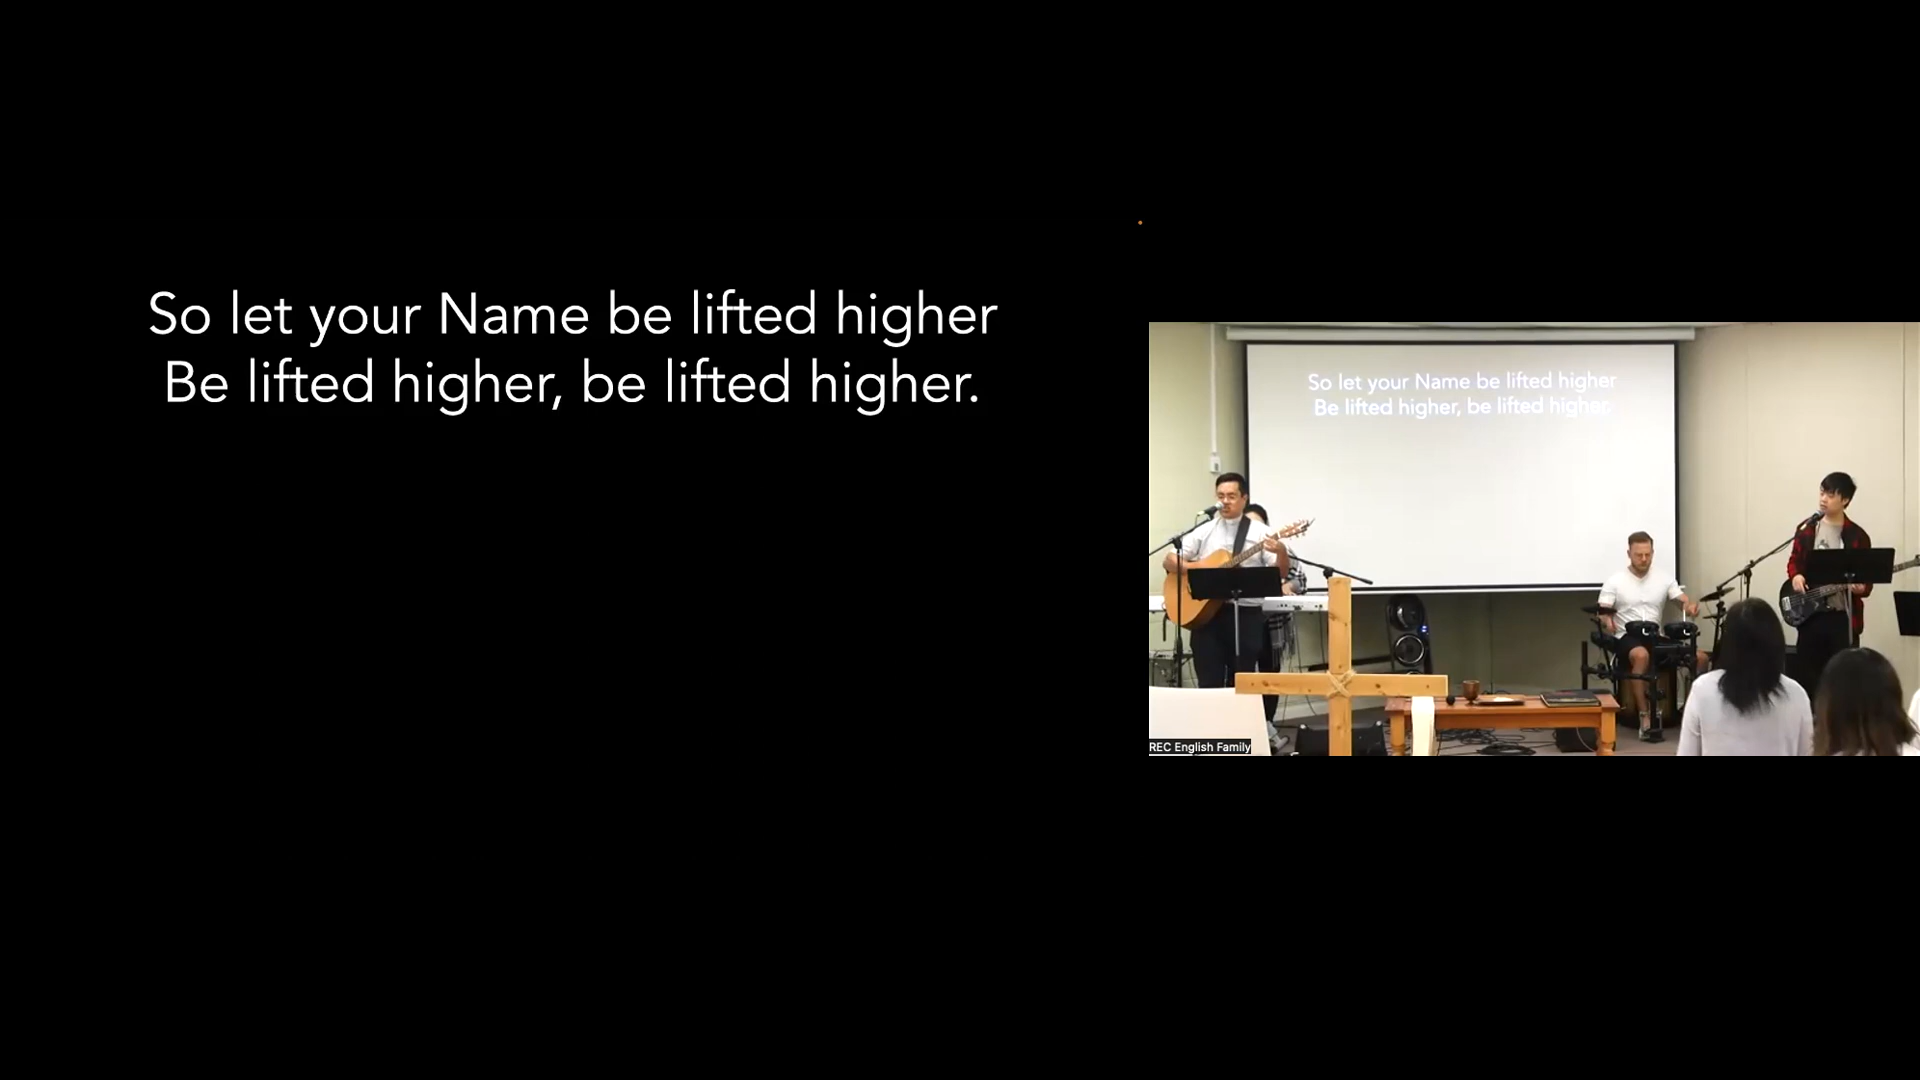 So let your Name be lifted higher
Be lifted higher, be lifted higher.
So let your Name be lifted higher
Be lifted higher, be lifted higher.
REC English Family